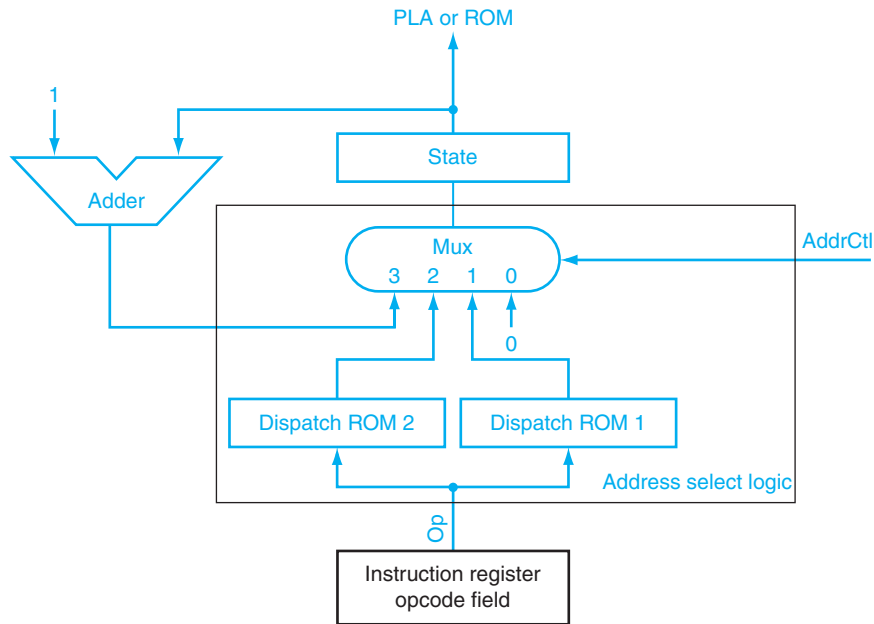 PLA or ROM
1
State
Adder
Mux
AddrCtl
3 2 1 0
0
Dispatch ROM 2
Dispatch ROM 1
Address select logic
Op
Instruction register
opcode field